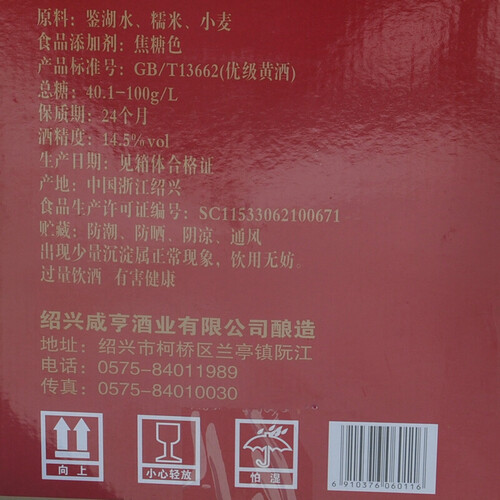 原料：鉴湖水、糯米、小麦
食品添加剂：焦糖色
产品标准号：GB/T13662(优级黄酒)
总糖：40.1-100g/L
保质期：24个月
酒精度：14.5%vol
生产日期：见箱体合格证
产地：中国浙江绍兴
食品生产许可证编号：SC11533062100671
贮藏：防潮、防晒、阴凉、通风
出现少量沉淀属正常现象，饮用无妨。
过量饮酒 有害健康
绍兴咸亨酒业有限公司酿造
地址：绍兴市柯桥区兰亭镇阮江
电话：0575-84011989
传真：0575-84010030
向上
小心轻放
怕湿
6 910376 060116